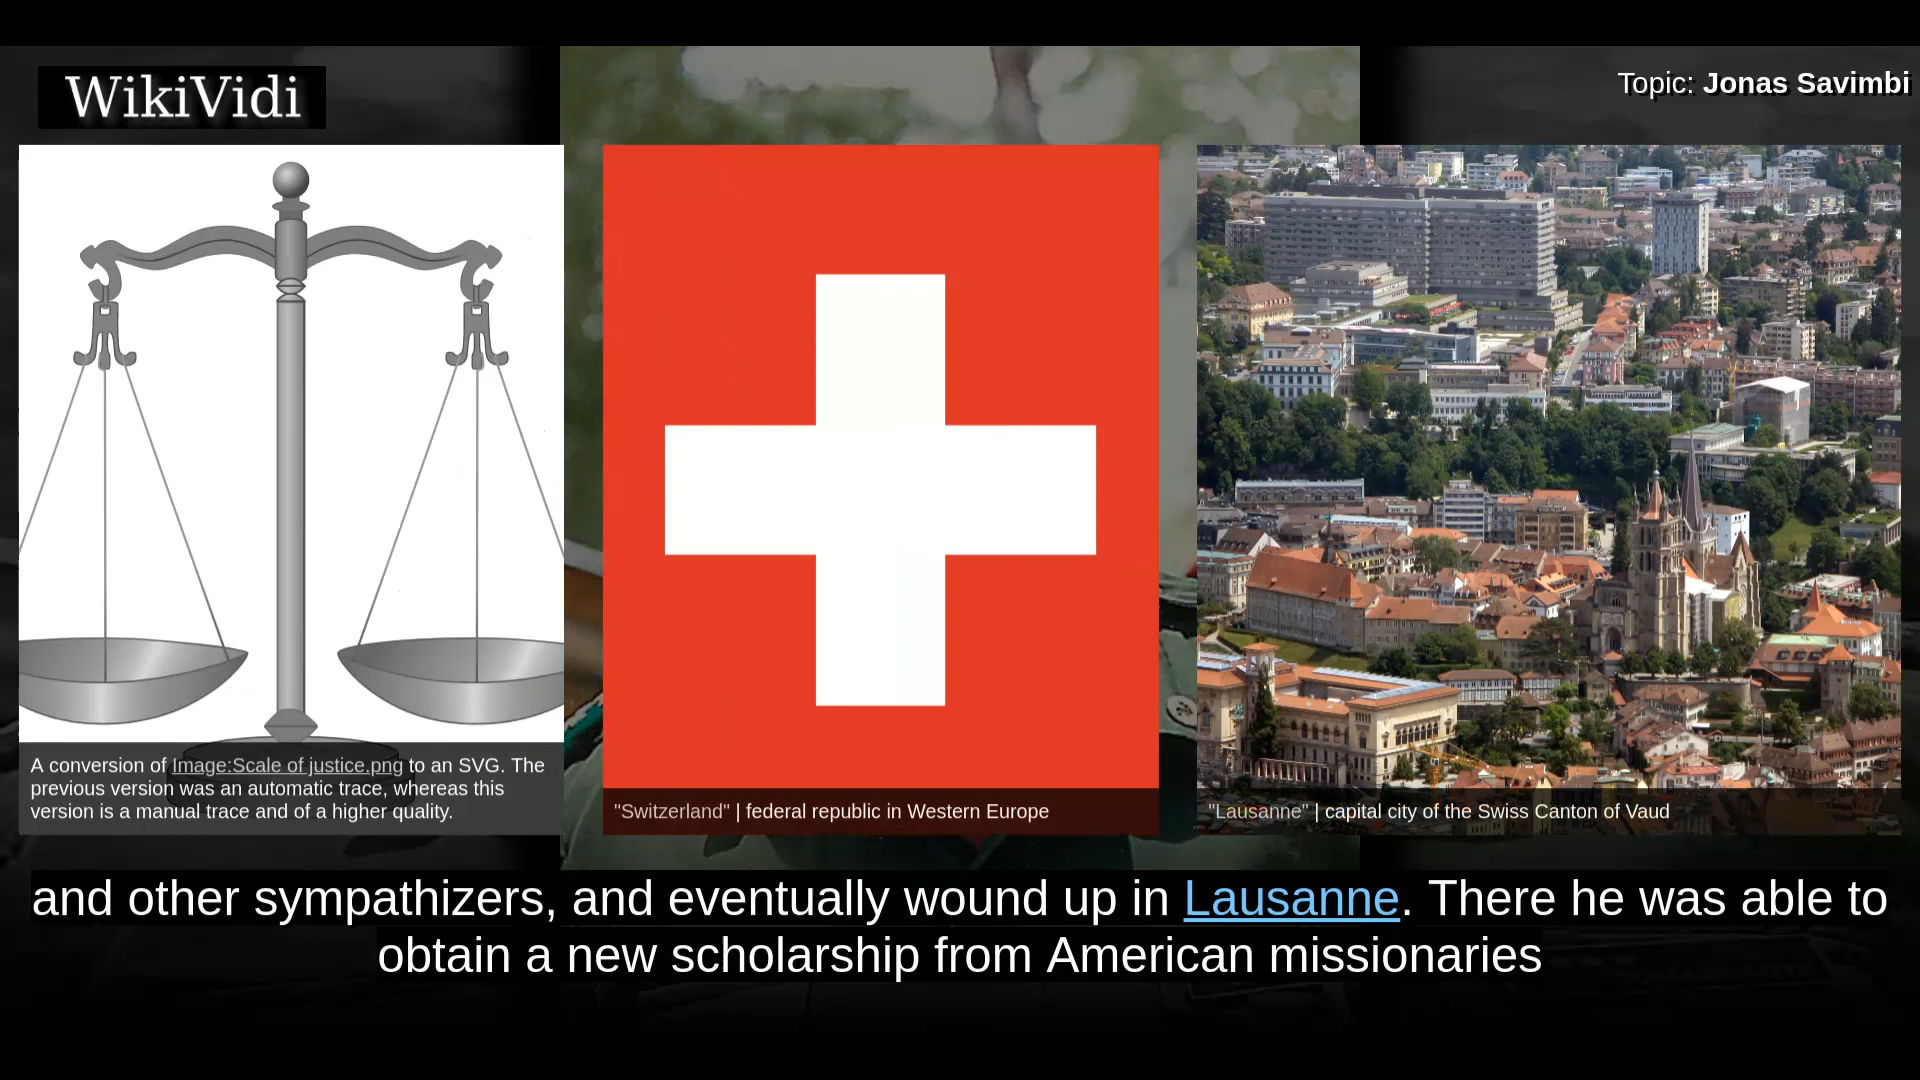 WikiVidi
Topic: Jonas Savimbi
A conversion of Image:Scale of justice.png to an SVG. The
previous version was an automatic trace, whereas this
version is a manual trace and of a higher quality.
"Switzerland" | federal republic in Western Europe
"Lausanne" | capital city of the Swiss Canton of Vaud
and other sympathizers, and eventually wound up in Lausanne. There he was able to
obtain a new scholarship from American missionaries